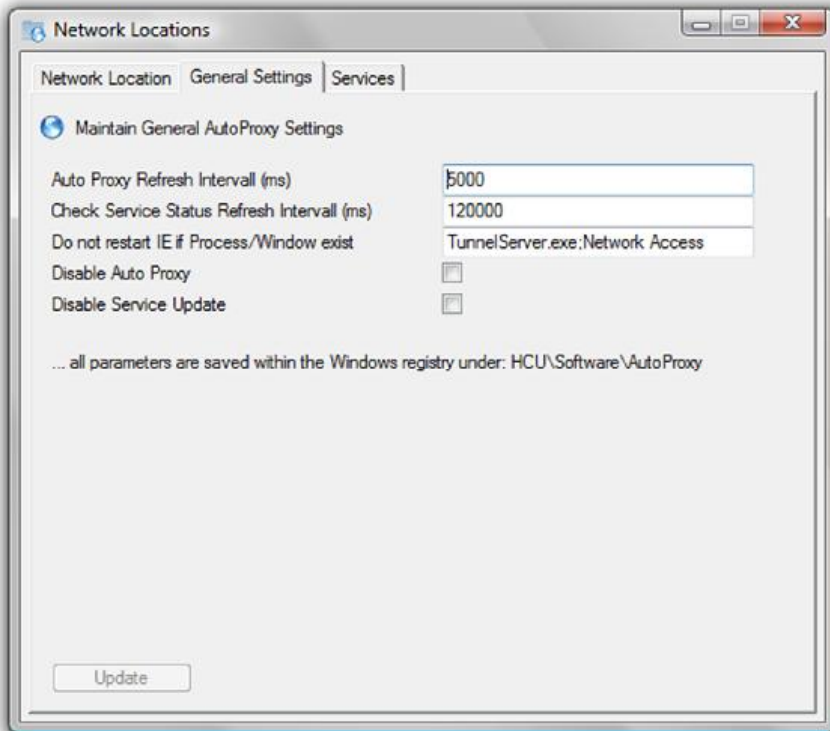 Network Locations
Network Location General Settings Services
Maintain General AutoProxy Settings
Auto Proxy Refresh Intervall (ms) 5000
Check Service Status Refresh Intervall (ms) 120000
Do not restart IE if Process/Window exist TunnelServer.exe;Network Access
Disable Auto Proxy
Disable Service Update
... all parameters are saved within the Windows registry under: HCU\Software\AutoProxy
Update